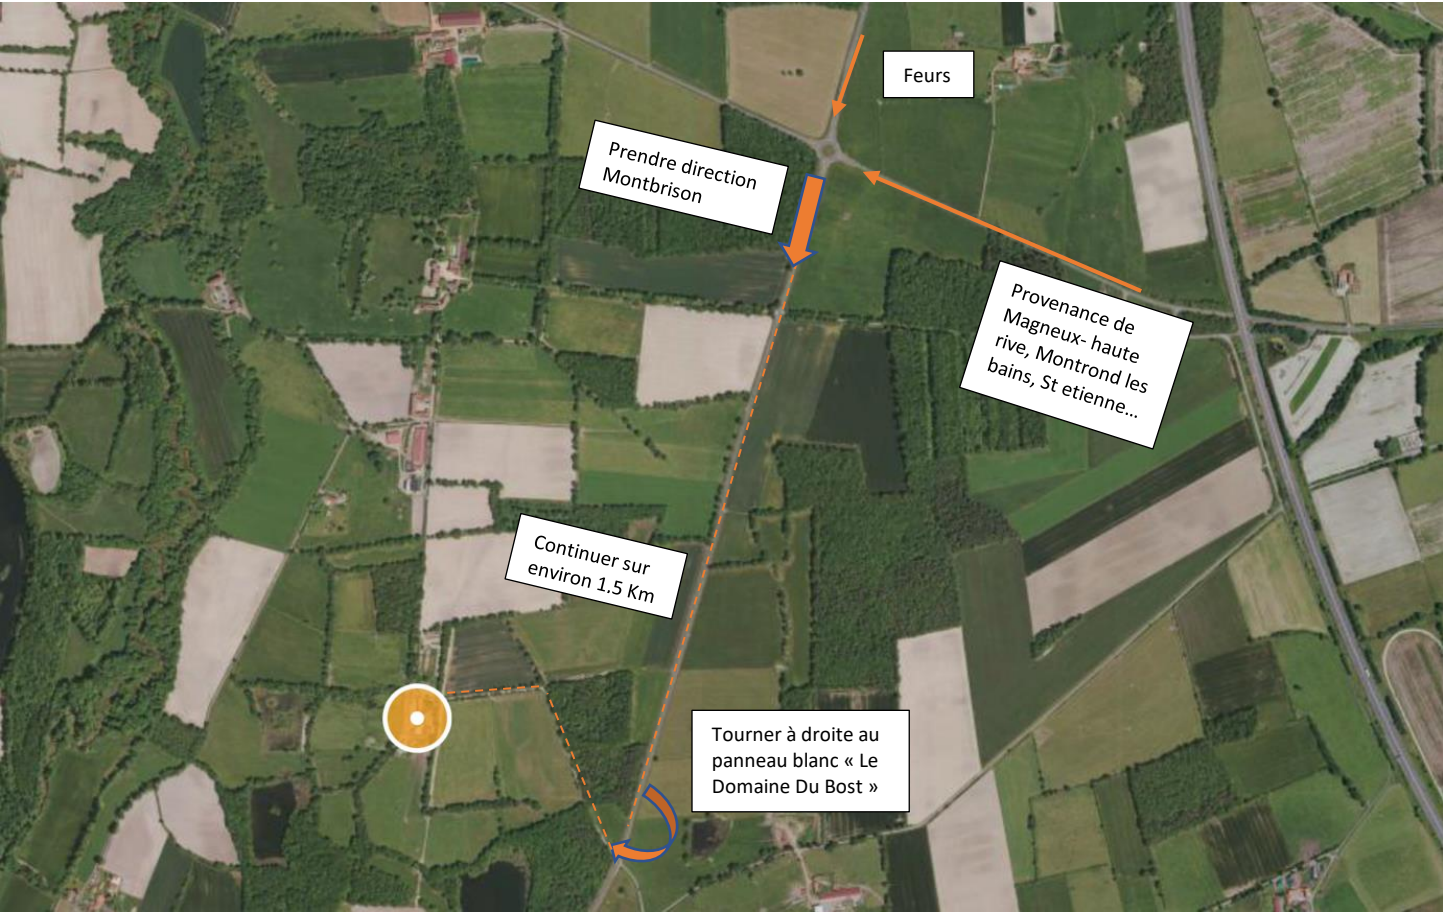 Feurs
Prendre direction
Montbrison
Provenance de
Magneux- haute
rive, Montrond les
bains, St etienne...
Continuer sur
environ 1.5 Km
Tourner à droite au
panneau blanc « Le
Domaine Du Bost »